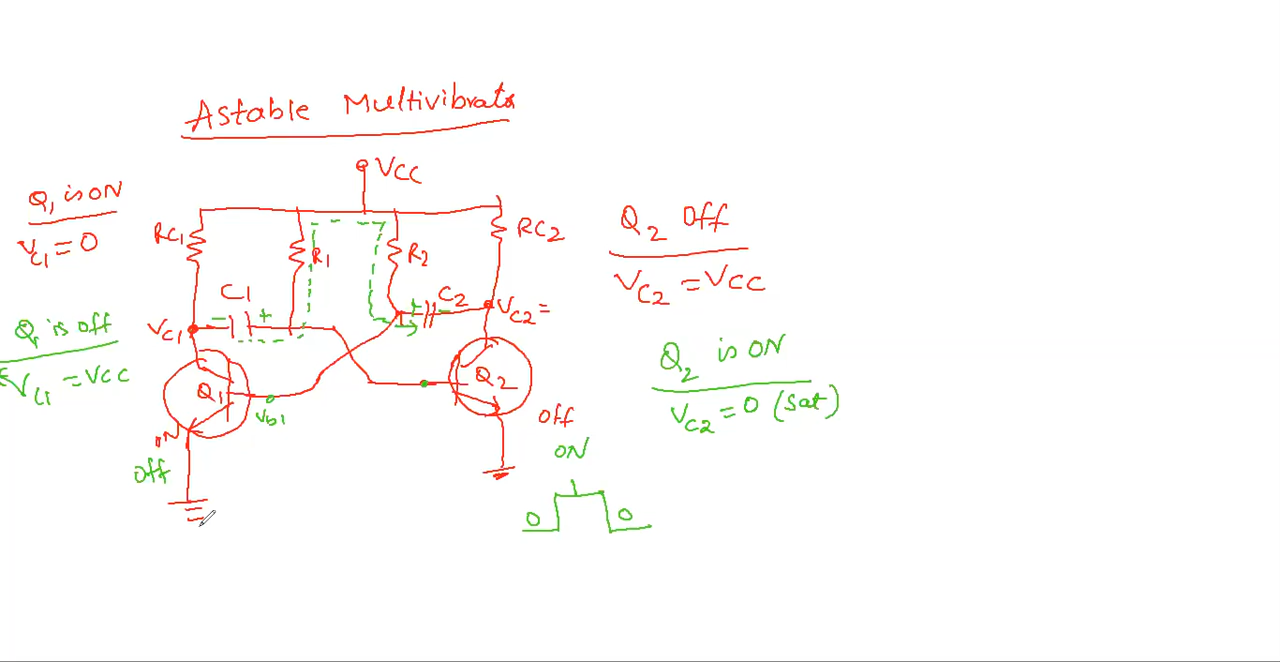 Astable Multivibrator
VCC
Q1 is ON
VC1 = 0
RC1
R1
R2
RC2
Q2 Off
VC2 = VCC
C1
C2
- +
+ -
VC1
VC2 =
Q1 is off
VC1 = VCC
Q2 is ON
VC2 = 0 (Sat)
Q1
Q2
Vb1
ON
Off
Off
ON
0
0